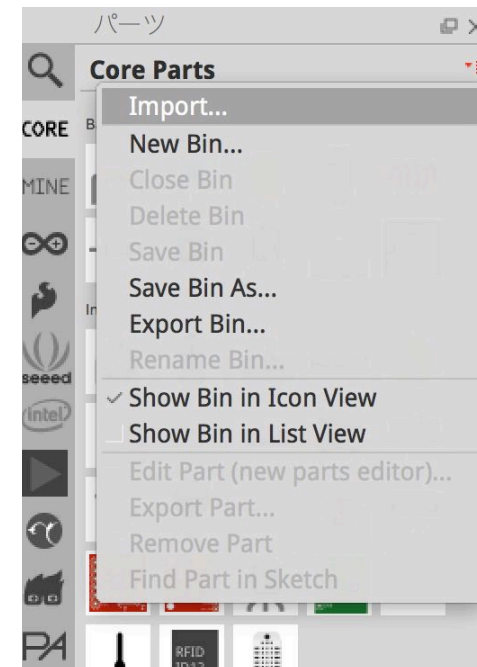 パーツ
Core Parts
CORE
MINE
Import...
New Bin...
Close Bin
Delete Bin
Save Bin
Save Bin As...
Export Bin...
Rename Bin...
Show Bin in Icon View
Show Bin in List View
Edit Part (new parts editor)...
Export Part...
Remove Part
Find Part in Sketch
B
In
seeed
intel
PA
RFID